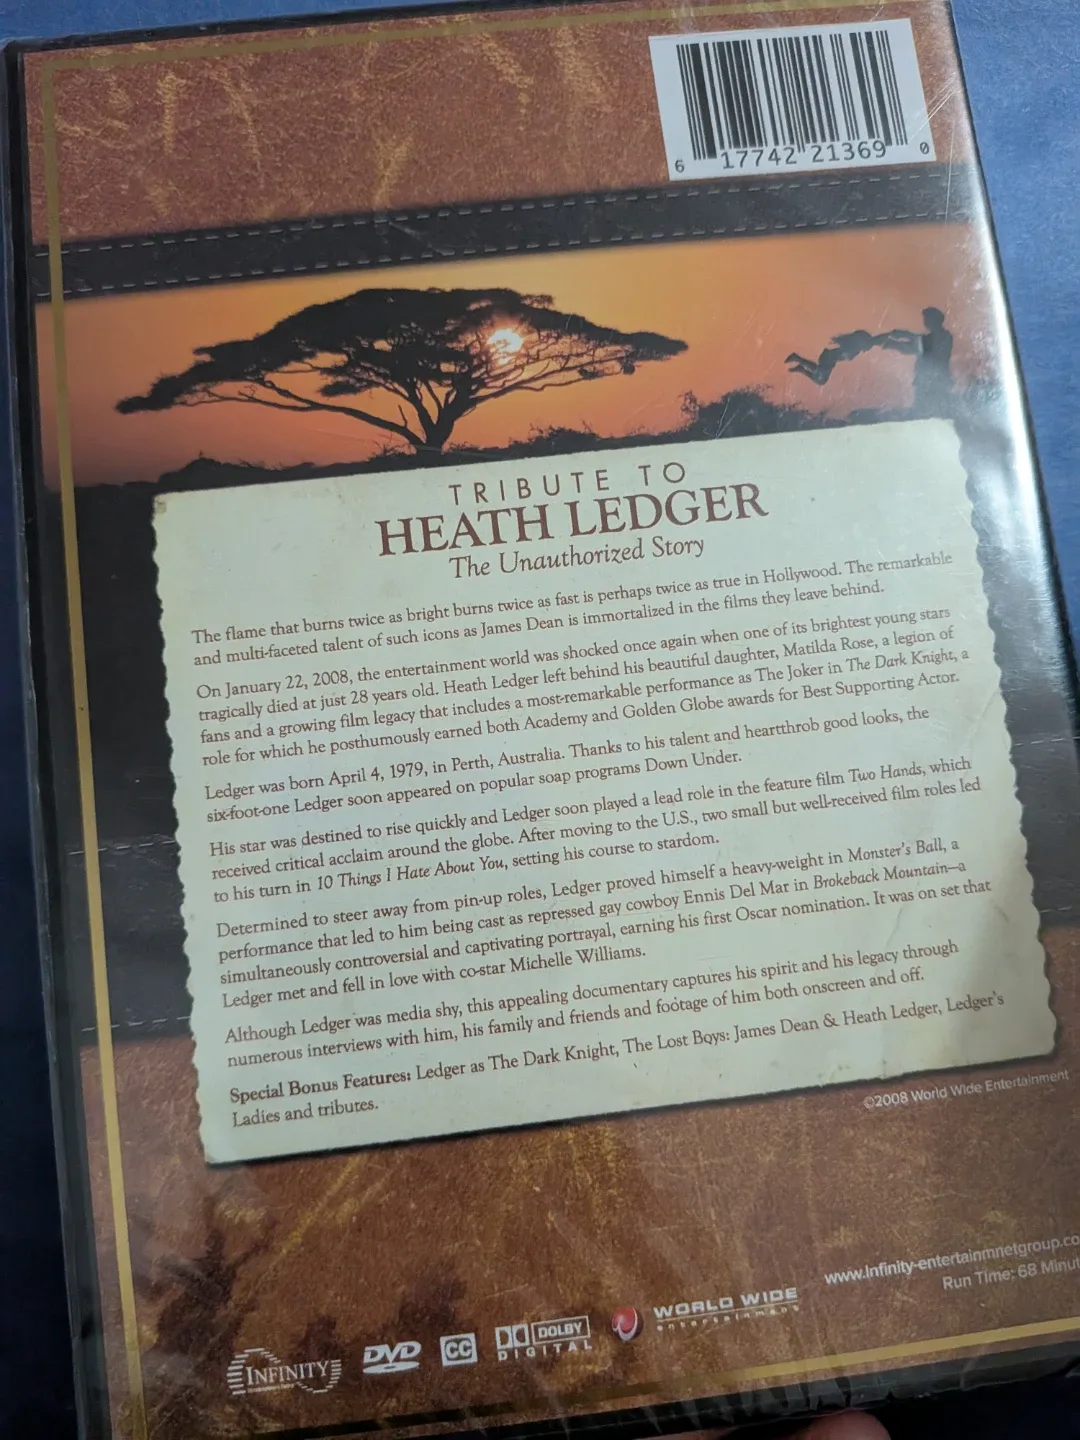 6 17742 21369 0
TRIBUTE TO
HEATH LEDGER
The Unauthorized Story
The flame that burns twice as bright burns twice as fast is perhaps twice as true in Hollywood. The remarkable
and multi-faceted talent of such icons as James Dean is immortalized in the films they leave behind.
On January 22, 2008, the entertainment world was shocked once again when one of its brightest young stars
tragically died at just 28 years old. Heath Ledger left behind his beautiful daughter, Matilda Rose, a legion of
fans and a growing film legacy that includes a most-remarkable performance as The Joker in The Dark Knight, a
role for which he posthumously earned both Academy and Golden Globe awards for Best Supporting Actor.
Ledger was born April 4, 1979, in Perth, Australia. Thanks to his talent and heartthrob good looks, the
six-foot-one Ledger soon appeared on popular soap programs Down Under.
His star was destined to rise quickly and Ledger soon played a lead role in the feature film Two Hands, which
received critical acclaim around the globe. After moving to the U.S., two small but well-received film roles led
to his turn in 10 Things I Hate About You, setting his course to stardom.
Determined to steer away from pin-up roles, Ledger proved himself a heavy-weight in Monster's Ball, a
performance that led to him being cast as repressed gay cowboy Ennis Del Mar in Brokeback Mountain—a
simultaneously controversial and captivating portrayal, earning his first Oscar nomination. It was on set that
Ledger met and fell in love with co-star Michelle Williams.
Although Ledger was media shy, this appealing documentary captures his spirit and his legacy through
numerous interviews with him, his family and friends and footage of him both onscreen and off.
Special Bonus Features: Ledger as The Dark Knight, The Lost Boys: James Dean & Heath Ledger, Ledger's
Ladies and tributes.
©2008 World Wide Entertainment
www.infinity-entertainmnetgroup.co
Run Time: 68 Minut
INFINITY
DVD
CC
DOLBY
DIGITAL
WORLD WIDE
entertainment